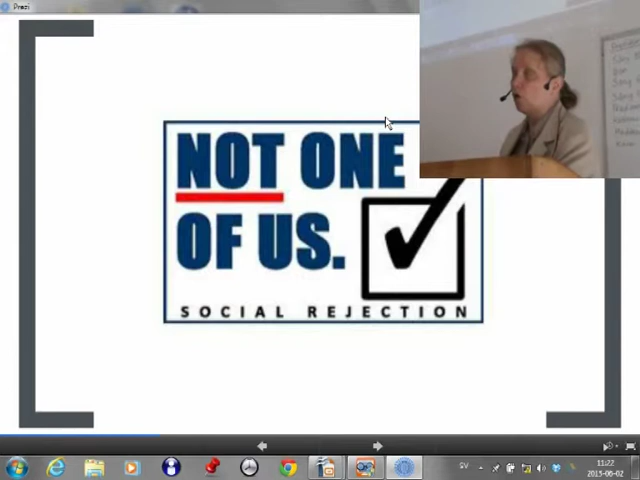 Prezi
NOT ONE
OF US.
SOCIAL REJECTION
SV
11:22
2015-06-02